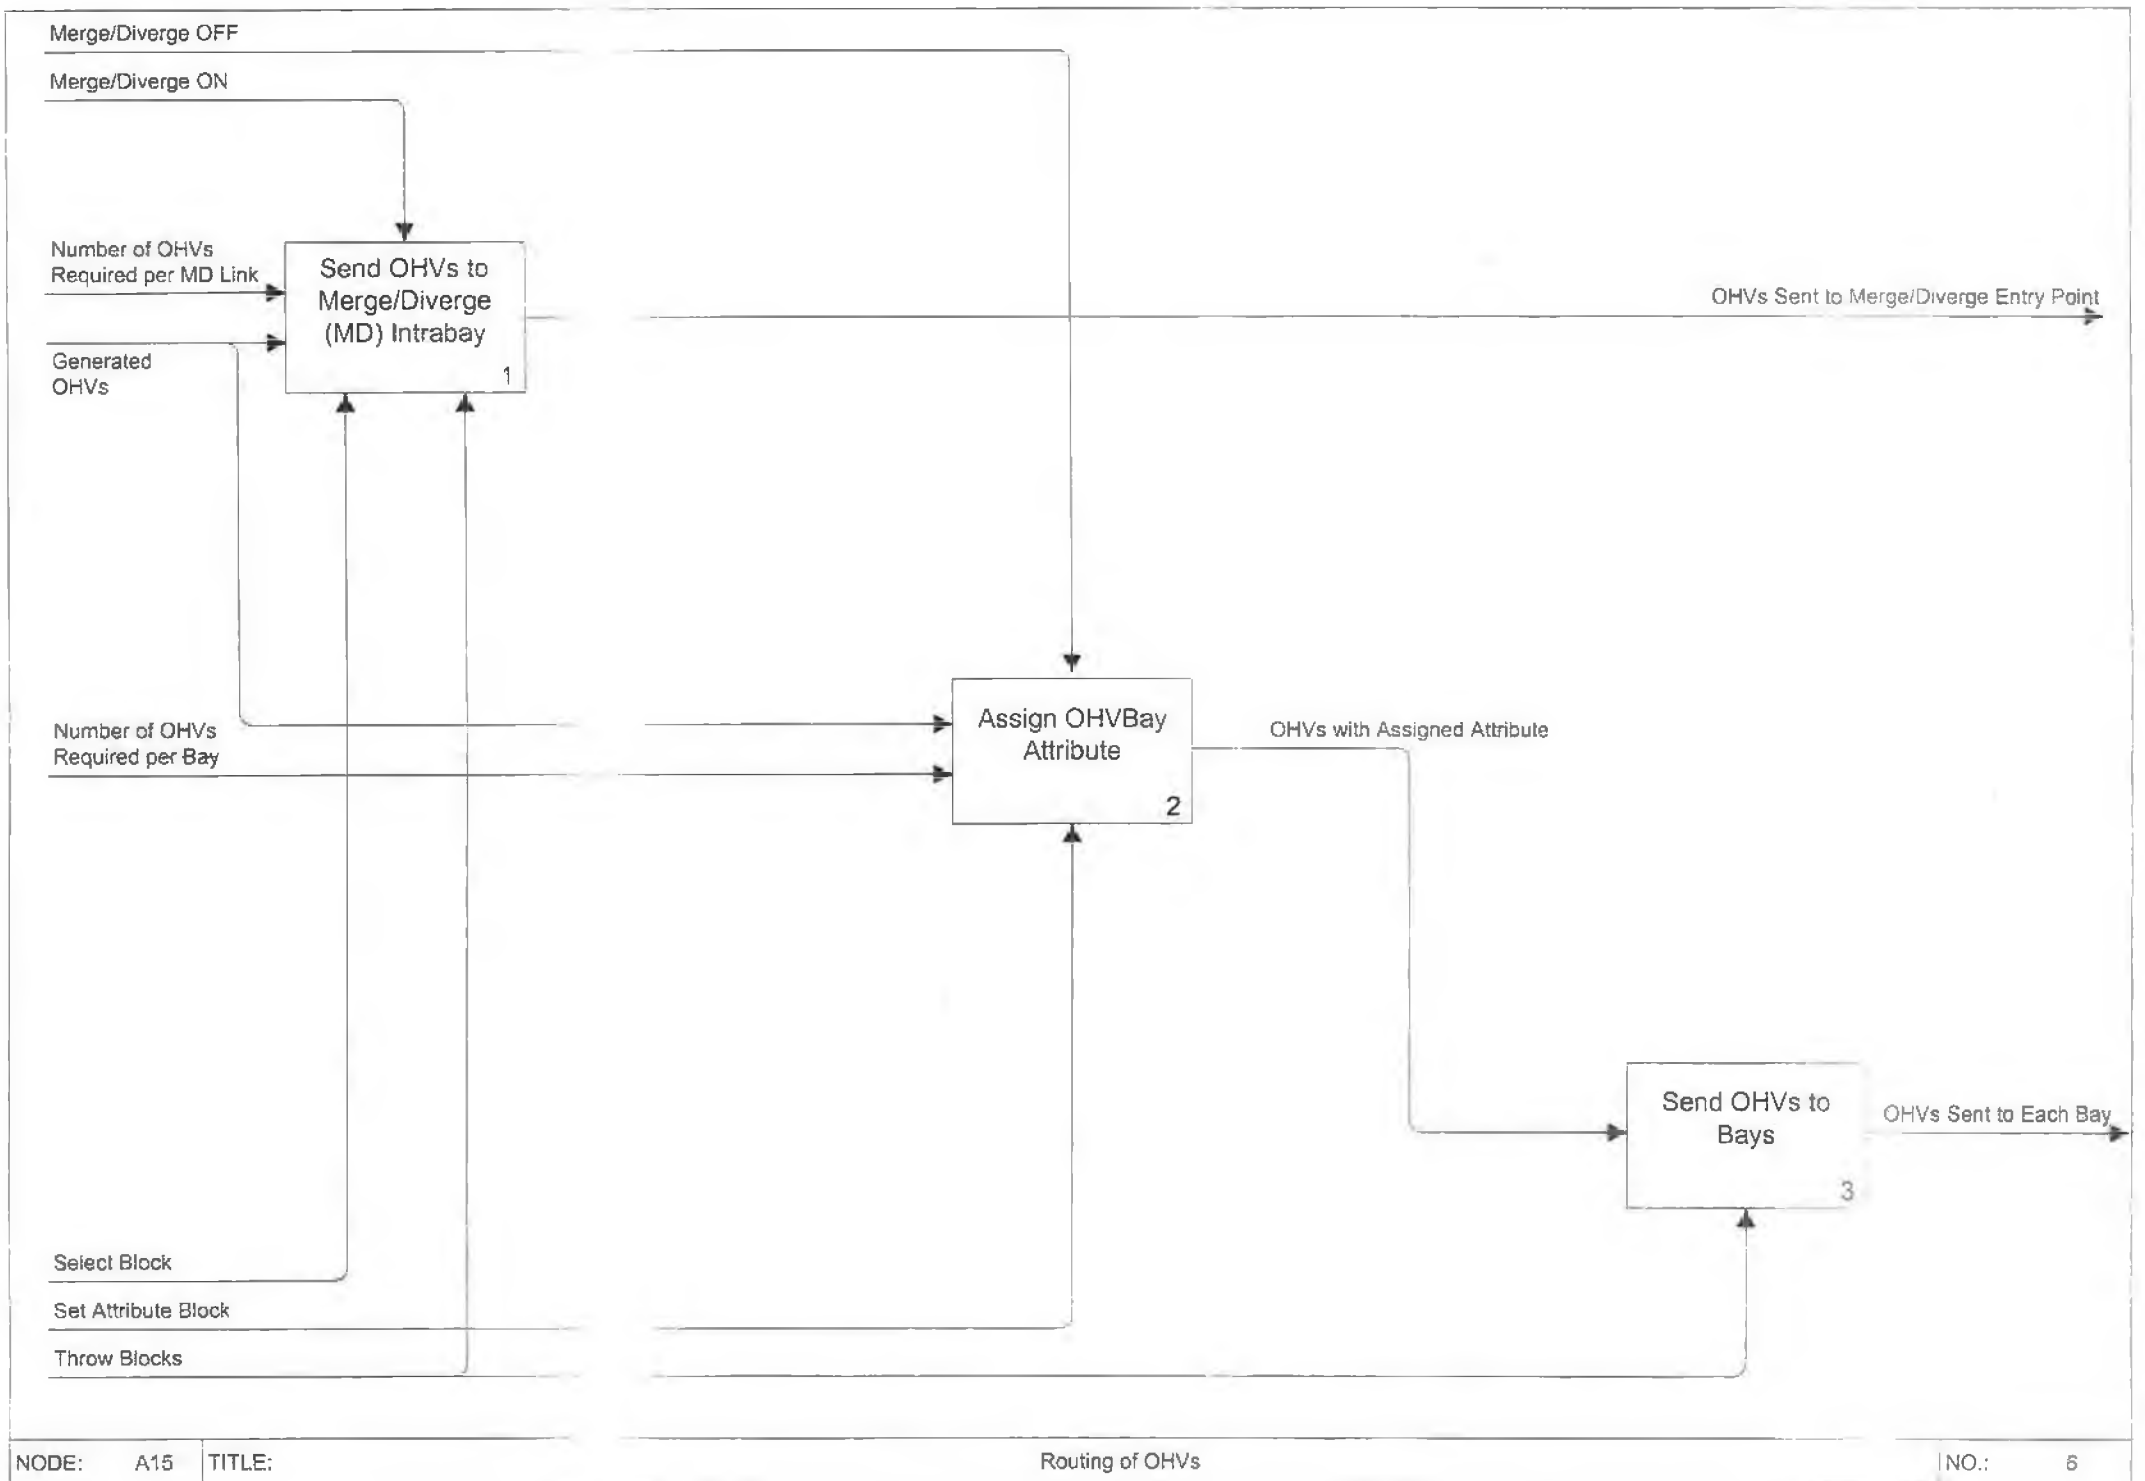 Merge/Diverge OFF
Merge/Diverge ON
Number of OHVs
Required per MD Link
Send OHVs to
Merge/Diverge
(MD) Intrabay
1
OHVs Sent to Merge/Diverge Entry Point
Generated
OHVs
Number of OHVs
Required per Bay
Assign OHVBay
Attribute
2
OHVs with Assigned Attribute
Send OHVs to
Bays
3
OHVs Sent to Each Bay
Select Block
Set Attribute Block
Throw Blocks
NODE: A15 TITLE: Routing of OHVs NO.: 6